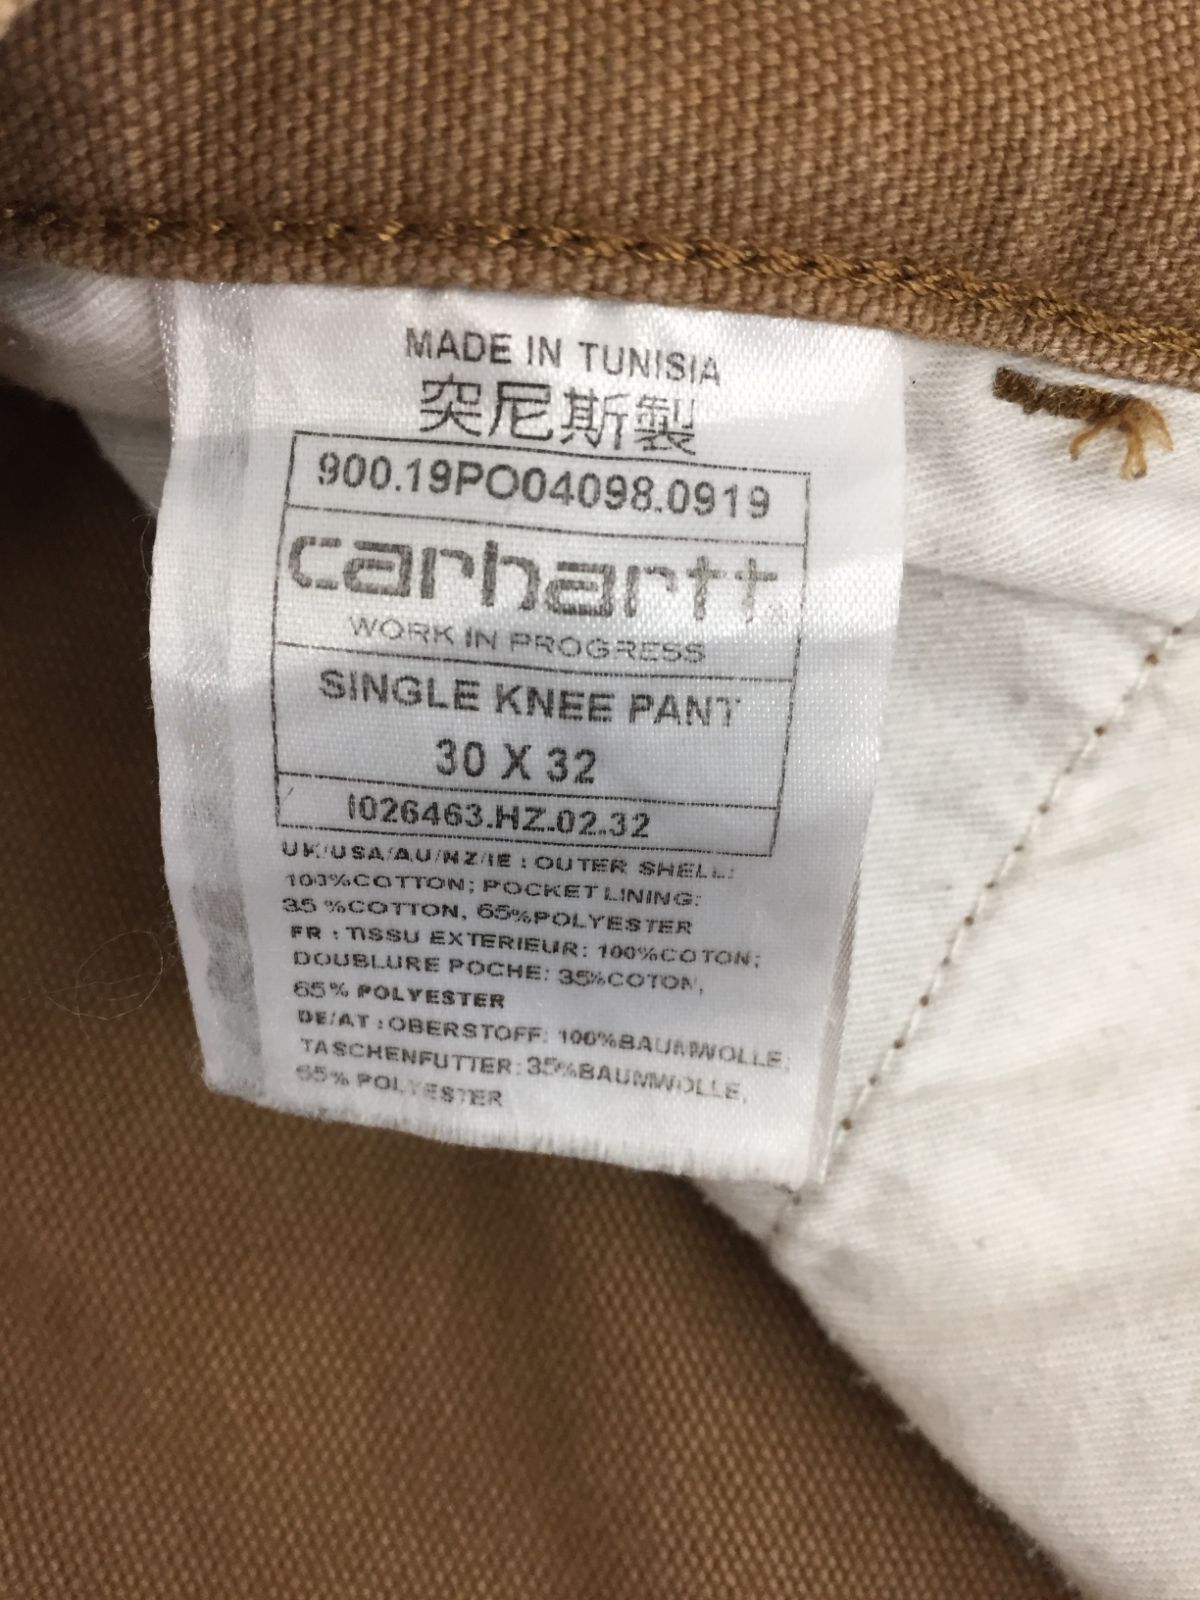 MADE IN TUNISIA
突尼斯製
900.19PO04098.0919
carhartt®
WORK IN PROGRESS
SINGLE KNEE PANT
30 X 32
I026463.HZ.02.32
UK/USA/AU/NZ/IE : OUTER SHELL:
100%COTTON; POCKET LINING:
35 %COTTON, 65%POLYESTER
FR : TISSU EXTERIEUR: 100%COTON;
DOUBLURE POCHE: 35%COTON,
65% POLYESTER
DE/AT : OBERSTOFF: 100%BAUMWOLLE;
TASCHENFUTTER: 35%BAUMWOLLE,
65% POLYESTER